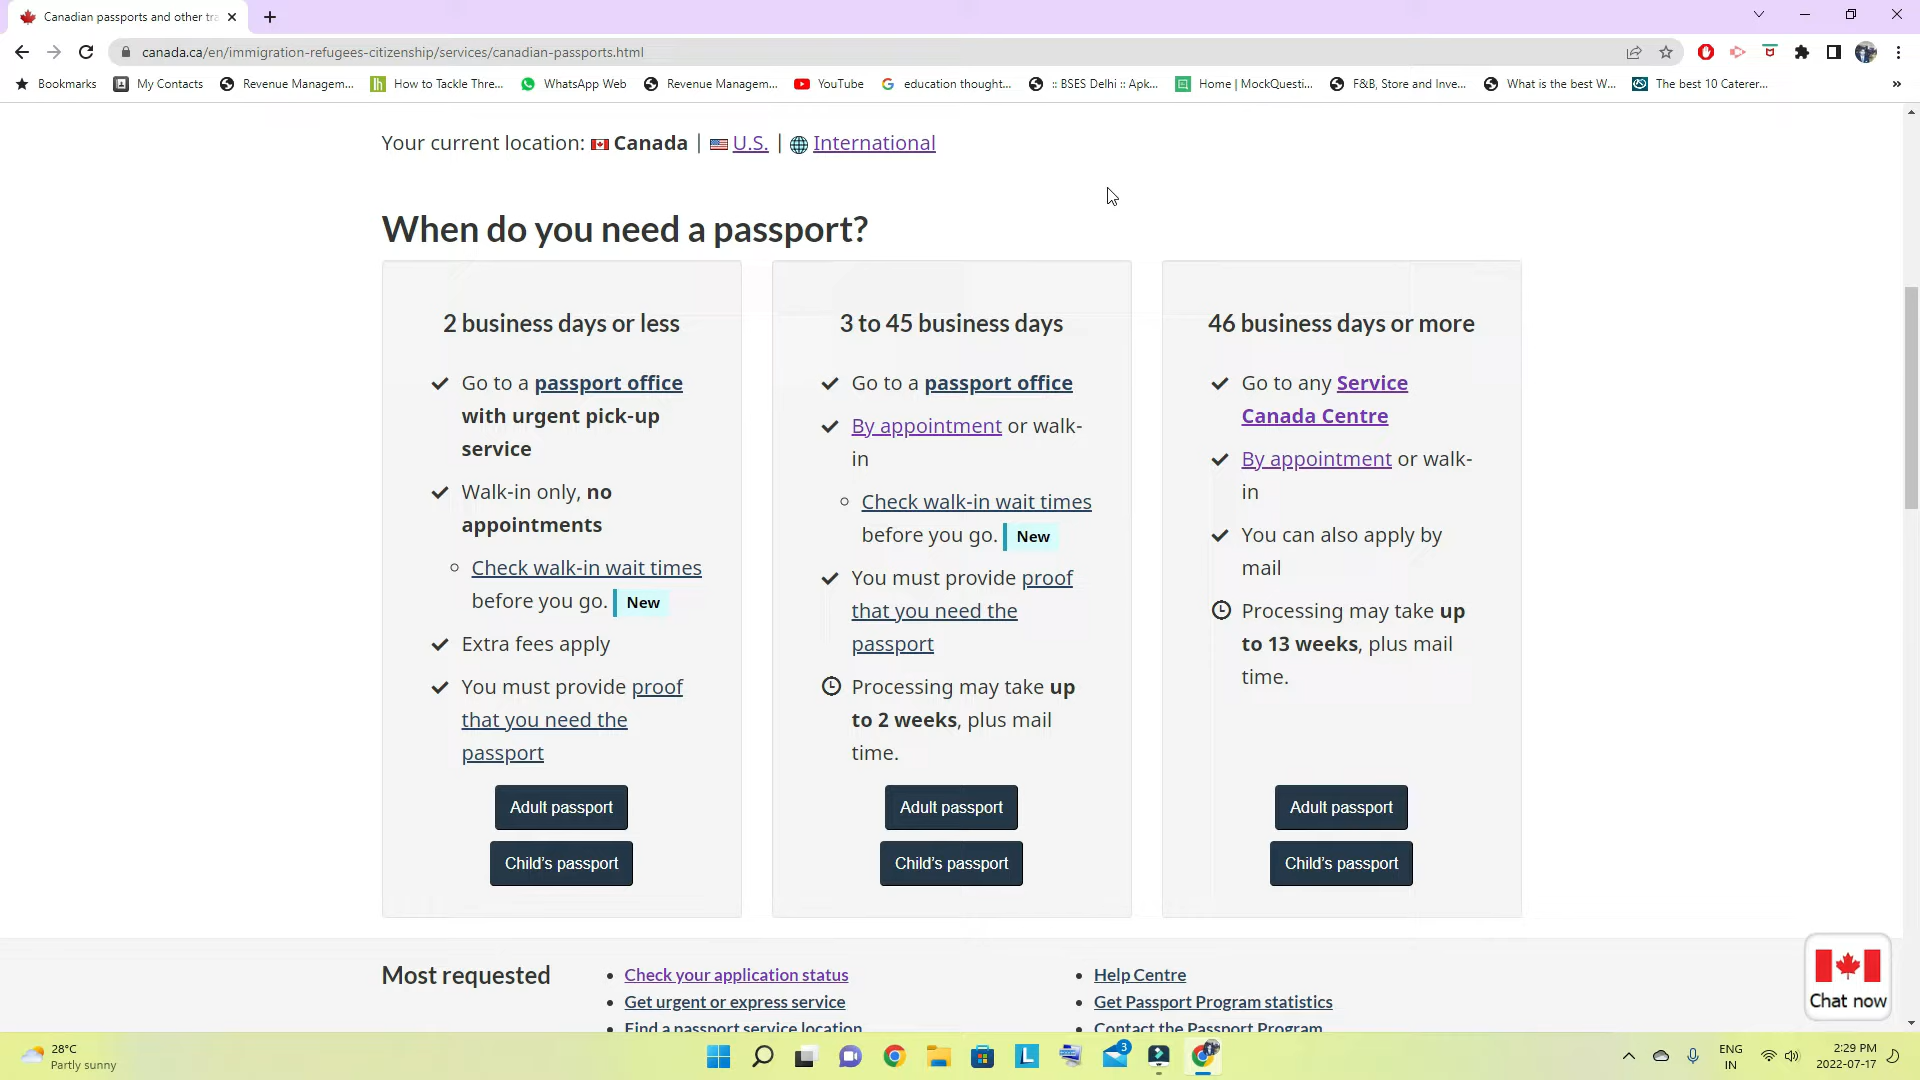 Canadian passports and other tra
canada.ca/en/immigration-refugees-citizenship/services/canadian-passports.html
Bookmarks My Contacts Revenue Managem... How to Tackle Thre... WhatsApp Web Revenue Managem... YouTube education thought... :: BSES Delhi :: Apk... Home | MockQuesti... F&B, Store and Inve... What is the best W... The best 10 Caterer... »
Your current location: Canada | U.S. | International
When do you need a passport?
2 business days or less
Go to a passport office
with urgent pick-up
service
Walk-in only, no
appointments
Check walk-in wait times
before you go. New
Extra fees apply
You must provide proof
that you need the
passport
Adult passport
Child's passport
3 to 45 business days
Go to a passport office
By appointment or walk-
in
Check walk-in wait times
before you go. New
You must provide proof
that you need the
passport
Processing may take up
to 2 weeks, plus mail
time.
Adult passport
Child's passport
46 business days or more
Go to any Service
Canada Centre
By appointment or walk-
in
You can also apply by
mail
Processing may take up
to 13 weeks, plus mail
time.
Adult passport
Child's passport
Most requested
Check your application status
Get urgent or express service
Find a passport service location
Help Centre
Get Passport Program statistics
Contact the Passport Program
Chat now
28°C
Partly sunny
L
3
ENG
IN
2:29 PM
2022-07-17